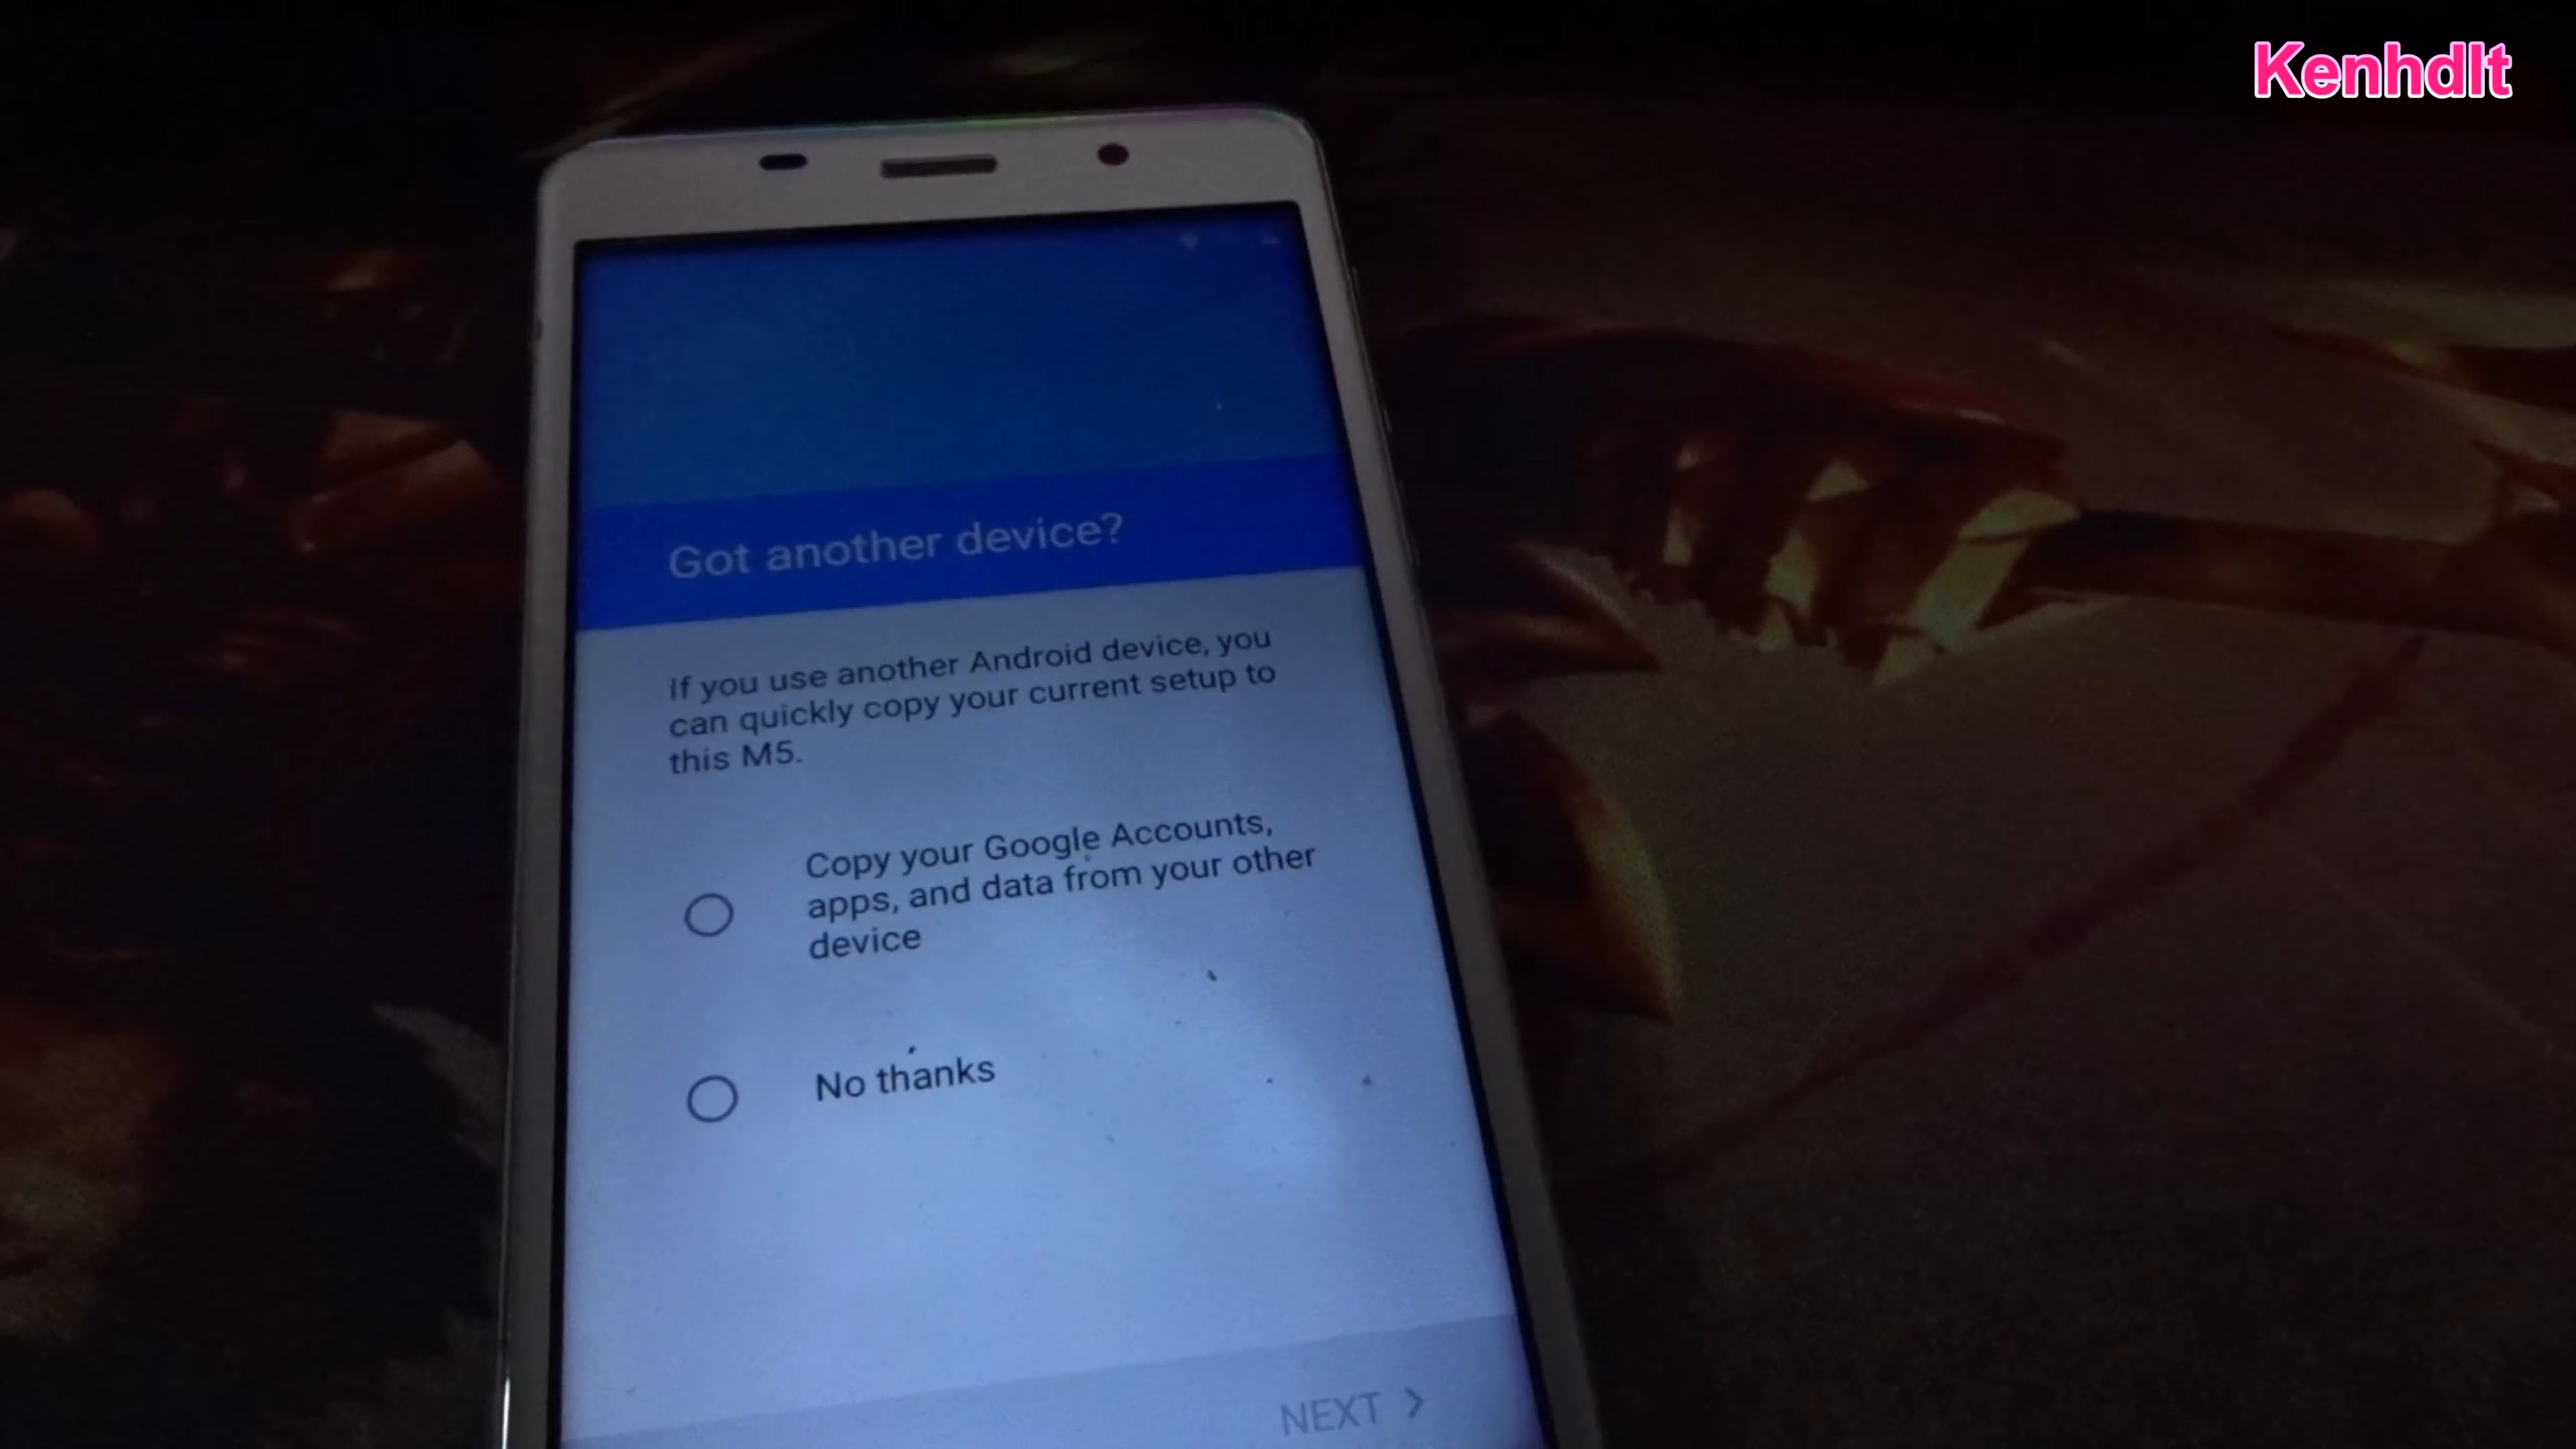 Kenhdlt
Got another device?
If you use another Android device, you
can quickly copy your current setup to
this M5.
Copy your Google Accounts,
apps, and data from your other
device
No thanks
NEXT >